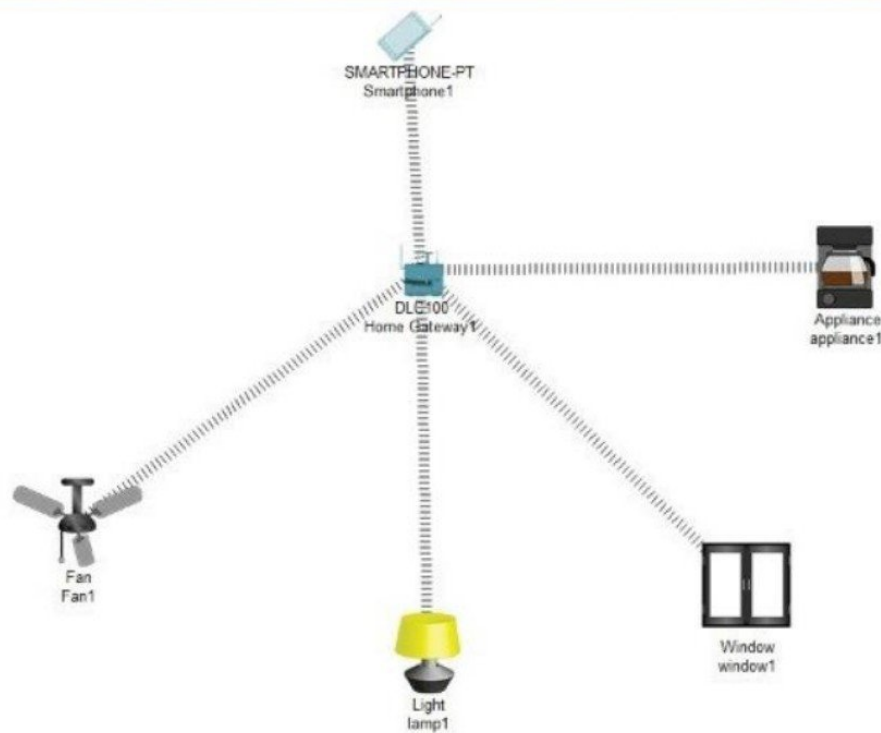 SMARTPHONE-PT
Smartphone1
DLC100
Home Gateway1
Appliance
appliance1
Fan
Fan1
Window
window1
Light
lamp1